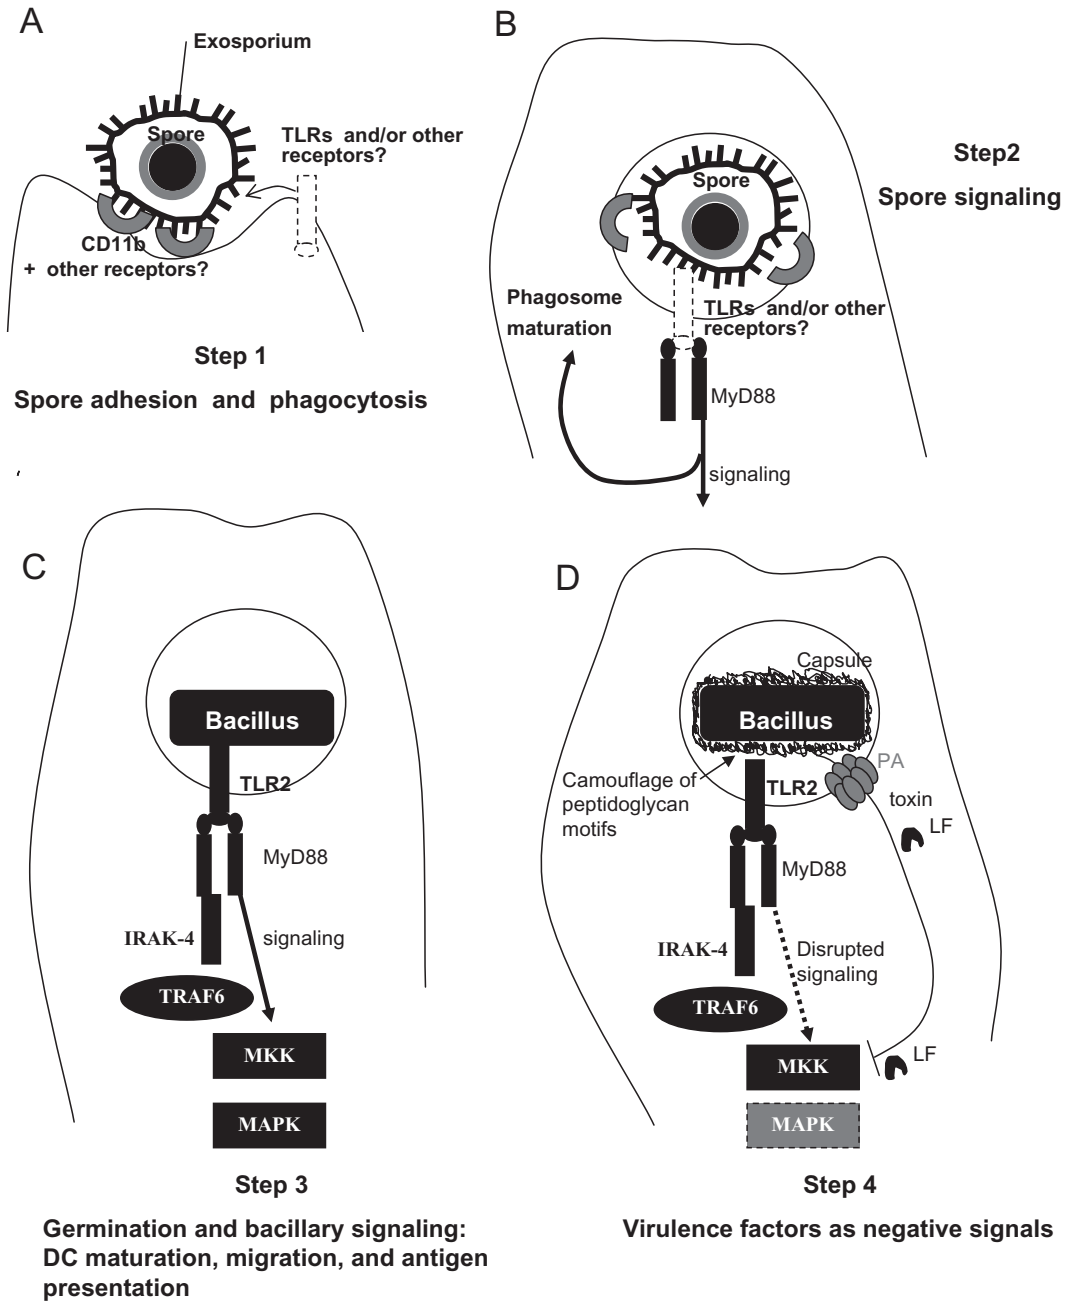 A
Exosporium
Spore
TLRs and/or other
receptors?
CD11b
+ other receptors?
Step 1
Spore adhesion and phagocytosis
B
Step2
Spore signaling
Spore
Phagosome
maturation
TLRs and/or other
receptors?
MyD88
signaling
C
Bacillus
TLR2
MyD88
IRAK-4
signaling
TRAF6
MKK
MAPK
Step 3
Germination and bacillary signaling:
DC maturation, migration, and antigen
presentation
D
Capsule
Bacillus
PA
Camouflage of
peptidoglycan
motifs
TLR2
toxin
LF
MyD88
IRAK-4
Disrupted
signaling
TRAF6
MKK
LF
MAPK
Step 4
Virulence factors as negative signals